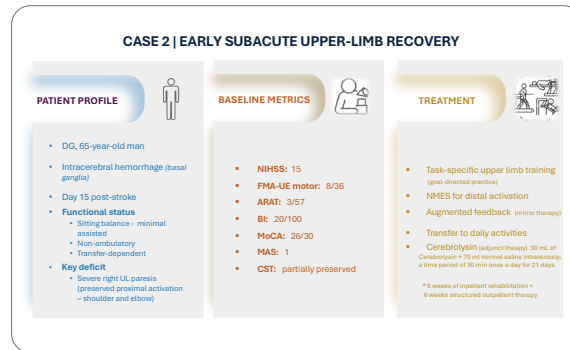 CASE 2 | EARLY SUBACUTE UPPER-LIMB RECOVERY
PATIENT PROFILE
• DG, 65-year-old man
• Intracerebral hemorrhage (basal
ganglia)
• Day 15 post-stroke
• Functional status
• Sitting balance - minimal
assisted
• Non-ambulatory
• Transfer-dependent
• Key deficit
• Severe right UL paresis
(preserved proximal activation
– shoulder and elbow)
BASELINE METRICS
▪ NIHSS: 15
▪ FMA-UE motor: 8/36
▪ ARAT: 3/57
▪ BI: 20/100
▪ MoCA: 26/30
▪ MAS: 1
▪ CST: partially preserved
TREATMENT
▪ Task-specific upper limb training
(goal-directed practice)
▪ NMES for distal activation
▪ Augmented feedback (mirror therapy)
▪ Transfer to daily activities
▪ Cerebrolysin (adjunct therapy) 30 mL of
Cerebrolysin + 70 ml normal saline intravenously;
a time period of 30 min once a day for 21 days
* 6 weeks of inpatient rehabilitation +
6 weeks structured outpatient therapy